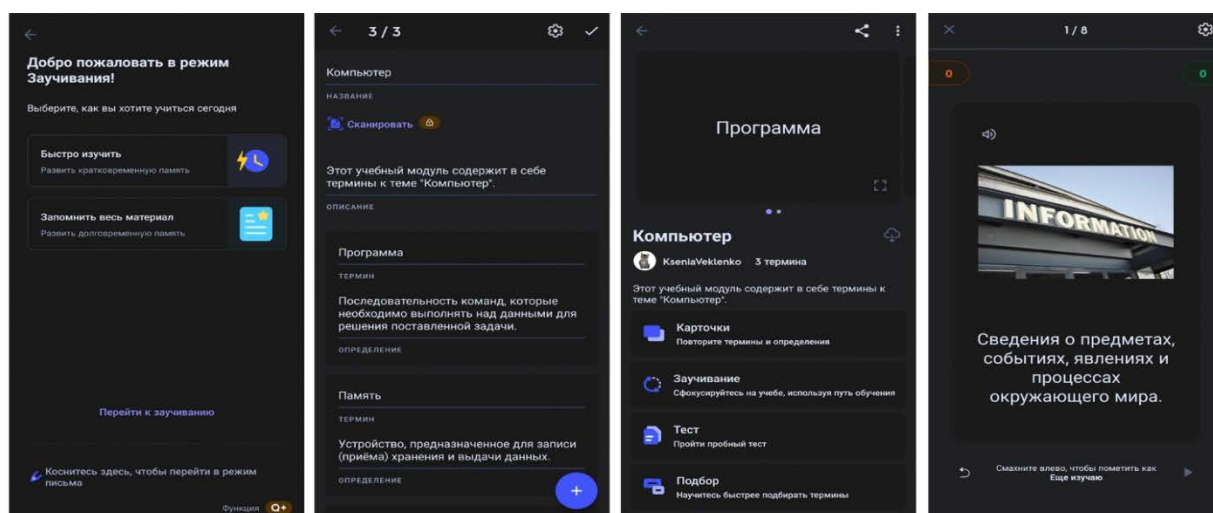 Добро пожаловать в режим
Заучивания!
Выберите, как вы хотите учиться сегодня
Быстро изучить
Развить кратковременную память
Запомнить весь материал
Развить долговременную память
Перейти к заучиванию
Коснитесь здесь, чтобы перейти в режим
письма
Функция Q+
3 / 3
Компьютер
НАЗВАНИЕ
Сканировать
Этот учебный модуль содержит в себе
термины к теме "Компьютер".
ОПИСАНИЕ
Программа
ТЕРМИН
Последовательность команд, которые
необходимо выполнять над данными для
решения поставленной задачи.
ОПРЕДЕЛЕНИЕ
Память
ТЕРМИН
Устройство, предназначенное для записи
(приёма) хранения и выдачи данных.
ОПРЕДЕЛЕНИЕ
+
Программа
Компьютер
KseniaVeklenko 3 термина
Этот учебный модуль содержит в себе термины к
теме "Компьютер".
Карточки
Повторите термины и определения
Заучивание
Сфокусируйтесь на учебе, используя путь обучения
Тест
Пройти пробный тест
Подбор
Научитесь быстрее подбирать термины
1 / 8
0
0
INFORMATION
Сведения о предметах,
событиях, явлениях и
процессах
окружающего мира.
Смахните влево, чтобы пометить как
Еще изучаю